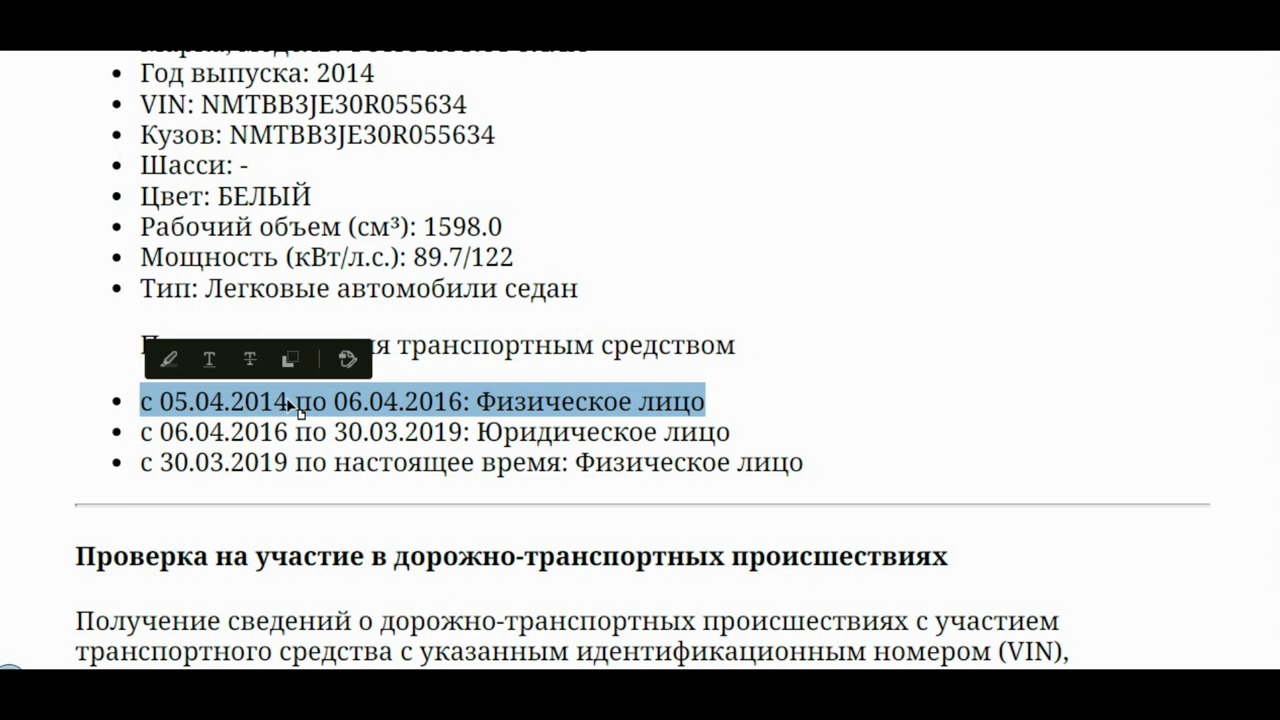 Год выпуска: 2014
VIN: NMTBB3JE30R055634
Кузов: NMTBB3JE30R055634
Шасси: -
Цвет: БЕЛЫЙ
Рабочий объем (см³): 1598.0
Мощность (кВт/л.с.): 89.7/122
Тип: Легковые автомобили седан
транспортным средством
с 05.04.2014 по 06.04.2016: Физическое лицо
с 06.04.2016 по 30.03.2019: Юридическое лицо
с 30.03.2019 по настоящее время: Физическое лицо
Проверка на участие в дорожно-транспортных происшествиях
Получение сведений о дорожно-транспортных происшествиях с участием
транспортного средства с указанным идентификационным номером (VIN),